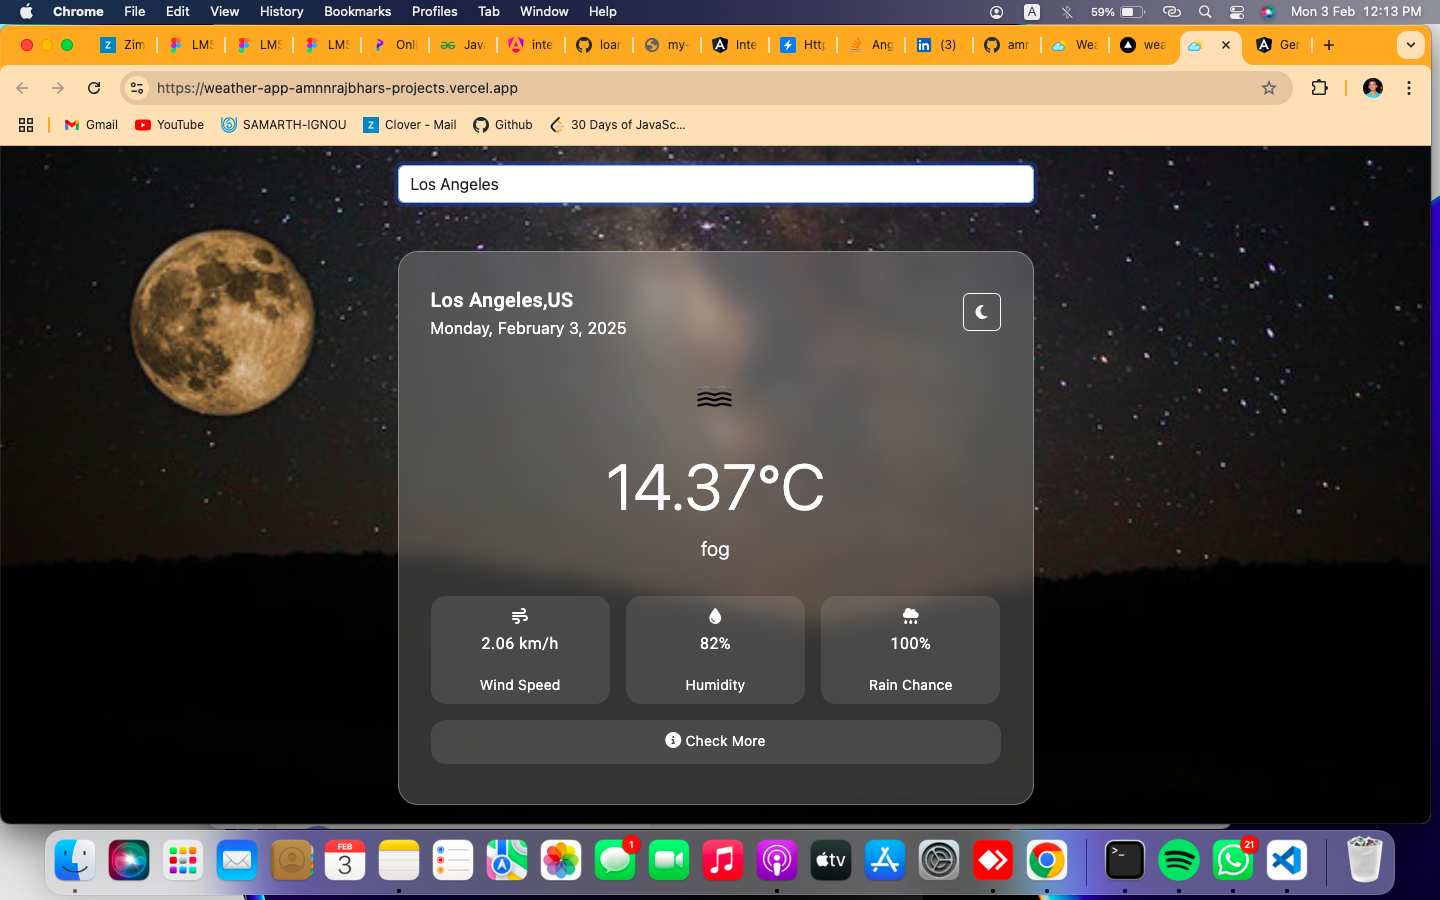 Chrome File Edit View History Bookmarks Profiles Tab Window Help A 59% Mon 3 Feb 12:13 PM
Z Zim LMS LMS LMS Onli Java inte loar my- Inte Http Ang in (3) amr Wea wea Ger
https://weather-app-amnnrajbhars-projects.vercel.app
Gmail YouTube SAMARTH-IGNOU Z Clover - Mail Github 30 Days of JavaSc...
Los Angeles
Los Angeles,US
Monday, February 3, 2025
14.37°C
fog
2.06 km/h
Wind Speed
82%
Humidity
100%
Rain Chance
Check More
FEB
3
1
tv
>_
21